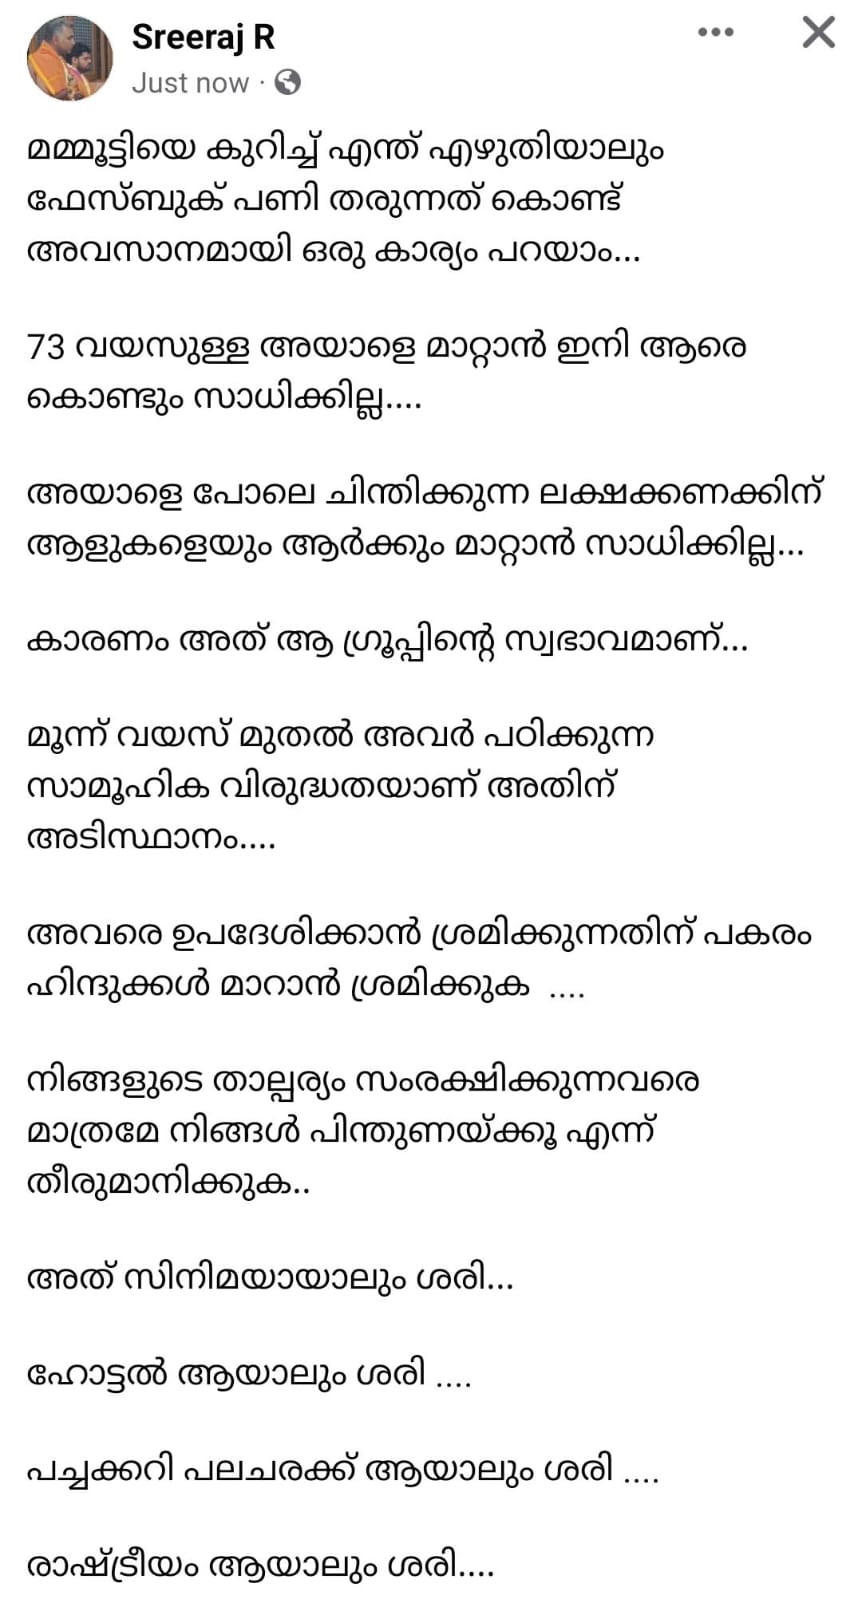 Sreeraj R
Just now ·
മമ്മൂട്ടിയെ കുറിച്ച് എന്ത് എഴുതിയാലും
ഫേസ്ബുക് പണി തരുന്നത് കൊണ്ട്
അവസാനമായി ഒരു കാര്യം പറയാം...
73 വയസുള്ള അയാളെ മാറ്റാൻ ഇനി ആരെ
കൊണ്ടും സാധിക്കില്ല....
അയാളെ പോലെ ചിന്തിക്കുന്ന ലക്ഷക്കണക്കിന്
ആളുകളെയും ആർക്കും മാറ്റാൻ സാധിക്കില്ല...
കാരണം അത് ആ ഗ്രൂപ്പിന്റെ സ്വഭാവമാണ്...
മൂന്ന് വയസ് മുതൽ അവർ പഠിക്കുന്ന
സാമൂഹിക വിരുദ്ധതയാണ് അതിന്
അടിസ്ഥാനം....
അവരെ ഉപദേശിക്കാൻ ശ്രമിക്കുന്നതിന് പകരം
ഹിന്ദുക്കൾ മാറാൻ ശ്രമിക്കുക ....
നിങ്ങളുടെ താല്പര്യം സംരക്ഷിക്കുന്നവരെ
മാത്രമേ നിങ്ങൾ പിന്തുണയ്ക്കൂ എന്ന്
തീരുമാനിക്കുക..
അത് സിനിമയായാലും ശരി...
ഹോട്ടൽ ആയാലും ശരി ....
പച്ചക്കറി പലചരക്ക് ആയാലും ശരി ....
രാഷ്ട്രീയം ആയാലും ശരി....